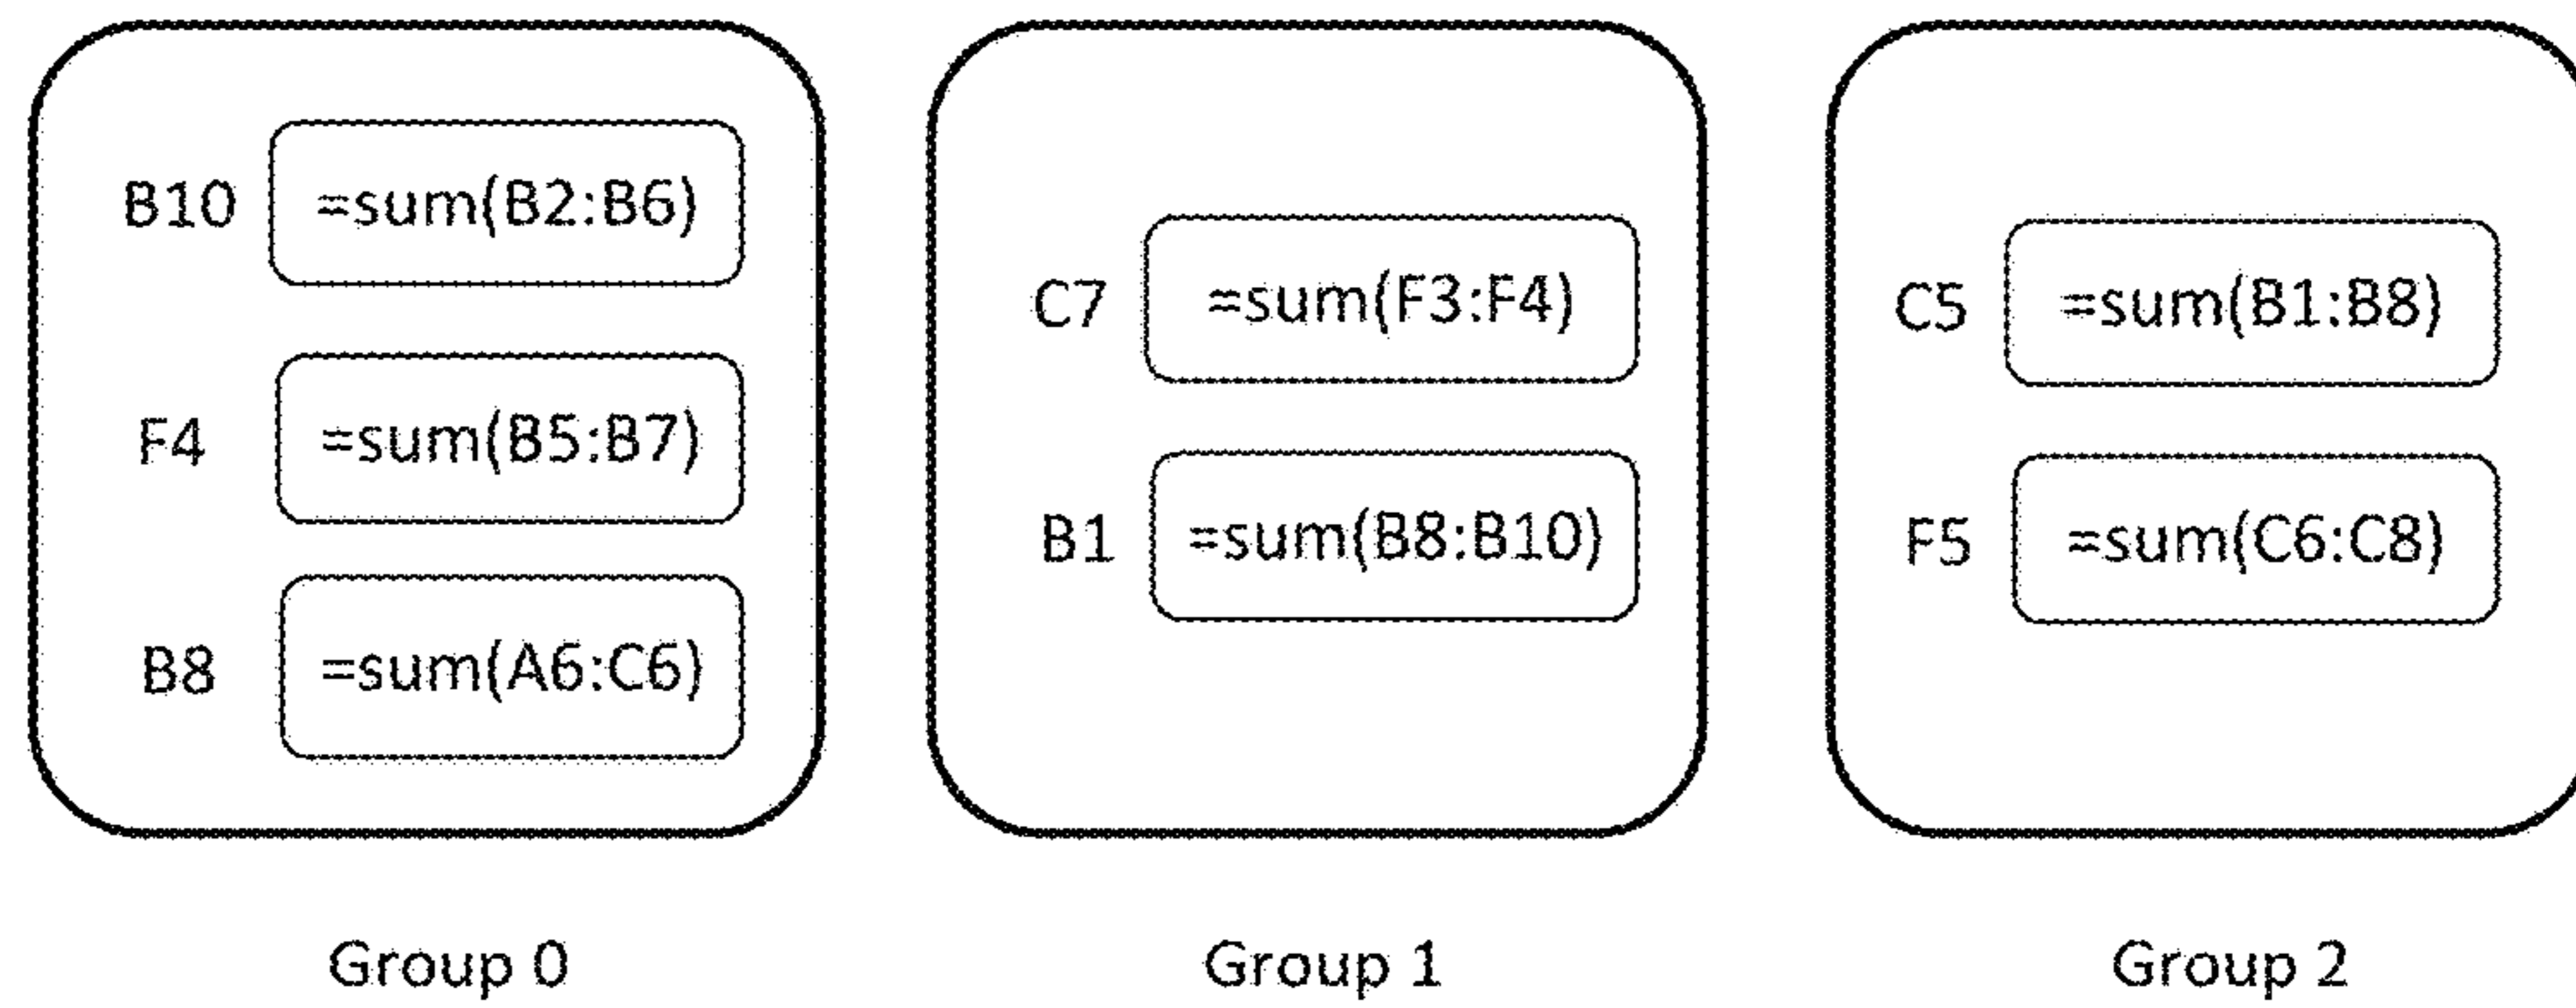 B10 =sum(B2:B6)
F4 =sum(B5:B7)
B8 =sum(A6:C6)
Group 0
C7 =sum(F3:F4)
B1 =sum(B8:B10)
Group 1
C5 =sum(B1:B8)
F5 =sum(C6:C8)
Group 2